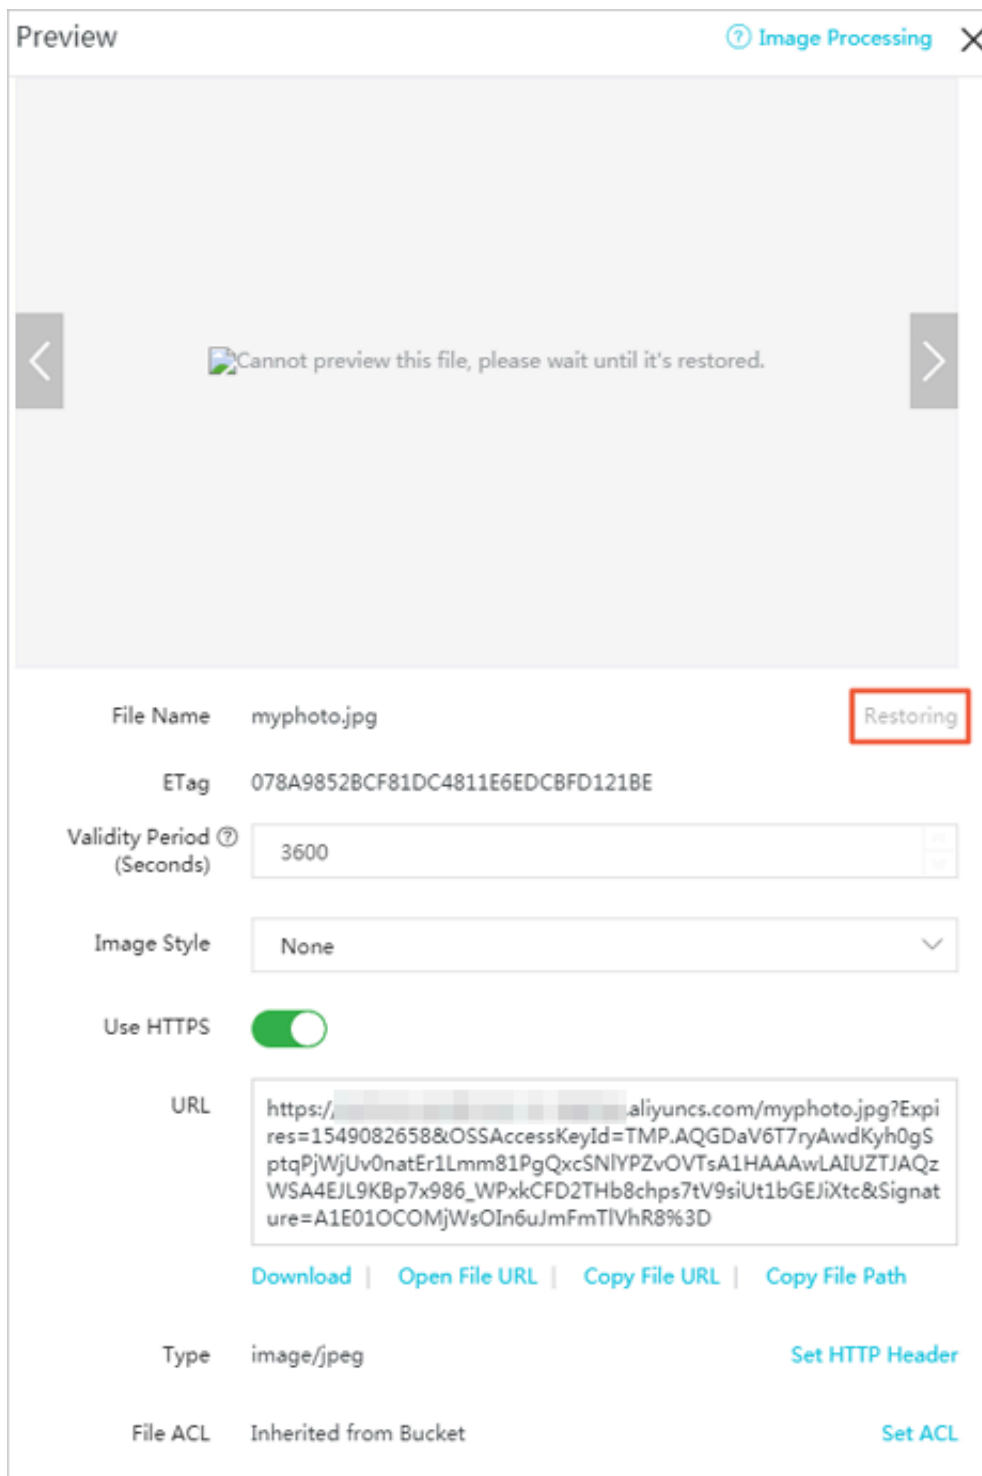 Preview
Image Processing
Cannot preview this file, please wait until it's restored.
File Name myphoto.jpg Restoring
ETag 078A9852BCF81DC4811E6EDCBFD121BE
Validity Period (Seconds) 3600
Image Style None
Use HTTPS
URL
https:// .aliyuncs.com/myphoto.jpg?Expi
res=1549082658&OSSAccessKeyId=TMP.AQGDaV6T7ryAwdKyh0gS
ptqPjWjUv0natEr1Lmm81PgQxcSNlYPZvOVTsA1HAAAwLAIUZTJAQz
WSA4EJL9KBp7x986_WPxkCFD2THb8chps7tV9siUt1bGEJiXtc&Signat
ure=A1E01OCOMjWsOIn6uJmFmTlVhR8%3D
Download | Open File URL | Copy File URL | Copy File Path
Type image/jpeg Set HTTP Header
File ACL Inherited from Bucket Set ACL